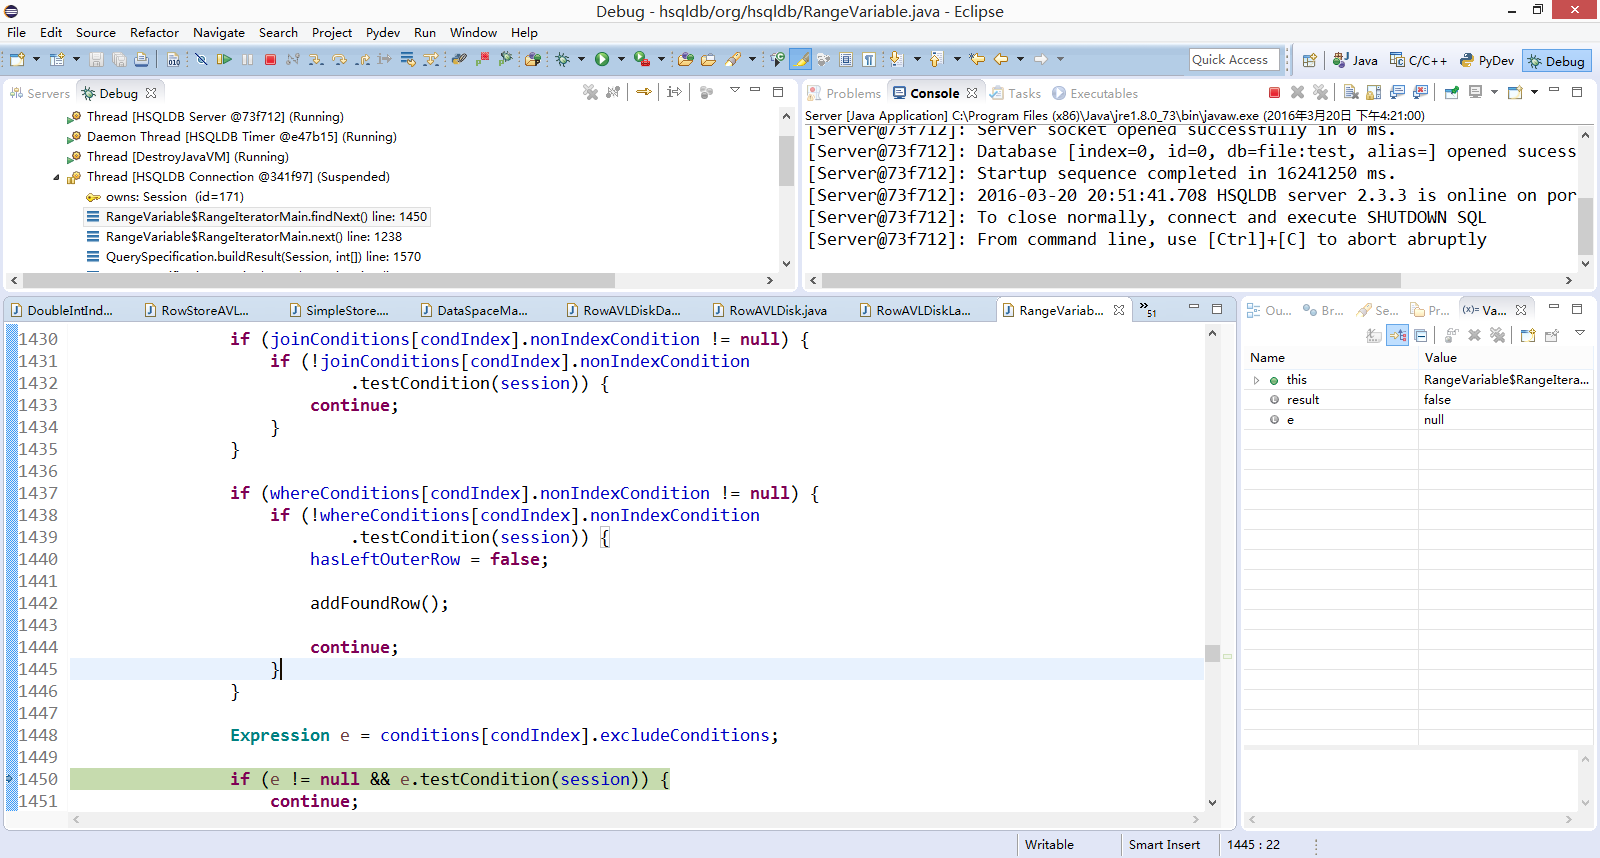 Debug - hsqldb/org/hsqldb/RangeVariable.java - Eclipse
File Edit Source Refactor Navigate Search Project Pydev Run Window Help
Quick Access Java C/C++ PyDev Debug
Servers Debug
Thread [HSQLDB Server @73f712] (Running)
Daemon Thread [HSQLDB Timer @e47b15] (Running)
Thread [DestroyJavaVM] (Running)
Thread [HSQLDB Connection @341f97] (Suspended)
owns: Session (id=171)
RangeVariable$RangeIteratorMain.findNext() line: 1450
RangeVariable$RangeIteratorMain.next() line: 1238
QuerySpecification.buildResult(Session, int[]) line: 1570
Problems Console Tasks Executables
Server [Java Application] C:\Program Files (x86)\Java\jre1.8.0_73\bin\javaw.exe (2016年3月20日 下午4:21:00)
[Server@73f712]: Server socket opened successfully in 0 ms.
[Server@73f712]: Database [index=0, id=0, db=file:test, alias=] opened sucess
[Server@73f712]: Startup sequence completed in 16241250 ms.
[Server@73f712]: 2016-03-20 20:51:41.708 HSQLDB server 2.3.3 is online on por
[Server@73f712]: To close normally, connect and execute SHUTDOWN SQL
[Server@73f712]: From command line, use [Ctrl]+[C] to abort abruptly
DoubleIntInd... RowStoreAVL... SimpleStore.... DataSpaceMa... RowAVLDiskDa... RowAVLDisk.java RowAVLDiskLa... RangeVariab... »51
1430 if (joinConditions[condIndex].nonIndexCondition != null) {
1431 if (!joinConditions[condIndex].nonIndexCondition
1432 .testCondition(session)) {
1433 continue;
1434 }
1435 }
1436
1437 if (whereConditions[condIndex].nonIndexCondition != null) {
1438 if (!whereConditions[condIndex].nonIndexCondition
1439 .testCondition(session)) {
1440 hasLeftOuterRow = false;
1441
1442 addFoundRow();
1443
1444 continue;
1445 }
1446 }
1447
1448 Expression e = conditions[condIndex].excludeConditions;
1449
1450 if (e != null && e.testCondition(session)) {
1451 continue;
Ou... Br... Se... Pr... (x)= Va...
Name Value
this RangeVariable$RangeItera...
result false
e null
Writable Smart Insert 1445 : 22